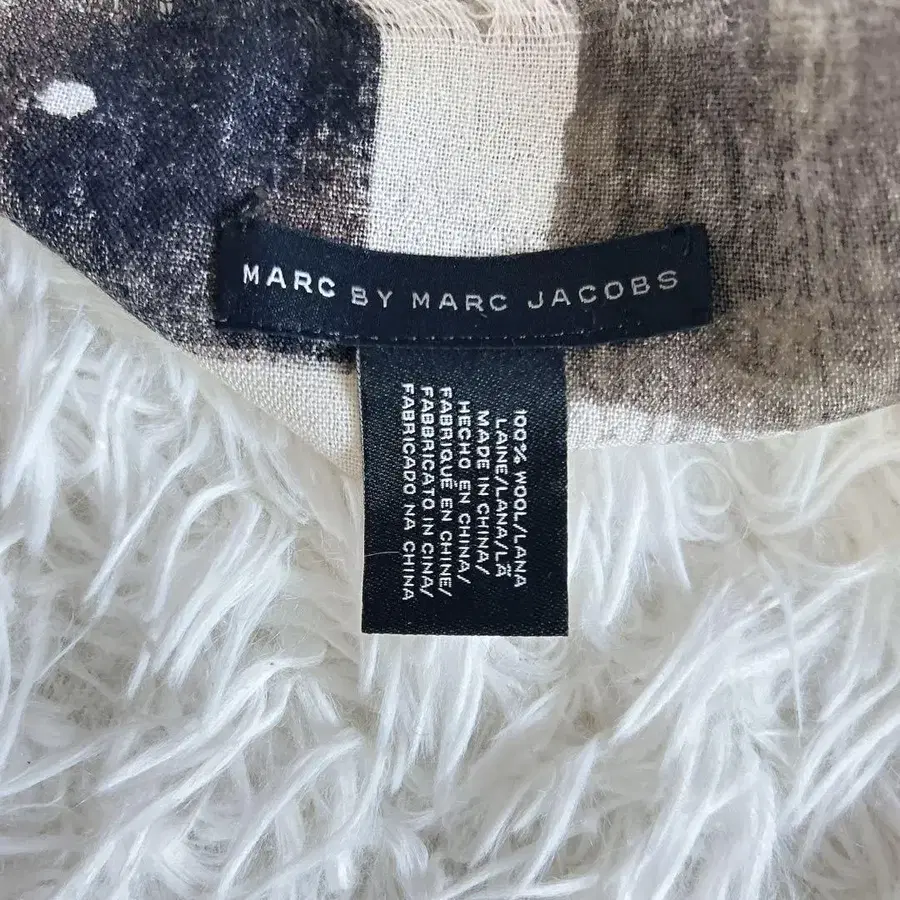 MARC BY MARC JACOBS
100% WOOL/LANA
LAINE/LANA/LÃ
MADE IN CHINA/
HECHO EN CHINA/
FABRIQUÉ EN CHINE/
FABBRICATO IN CINA/
FABRICADO NA CHINA